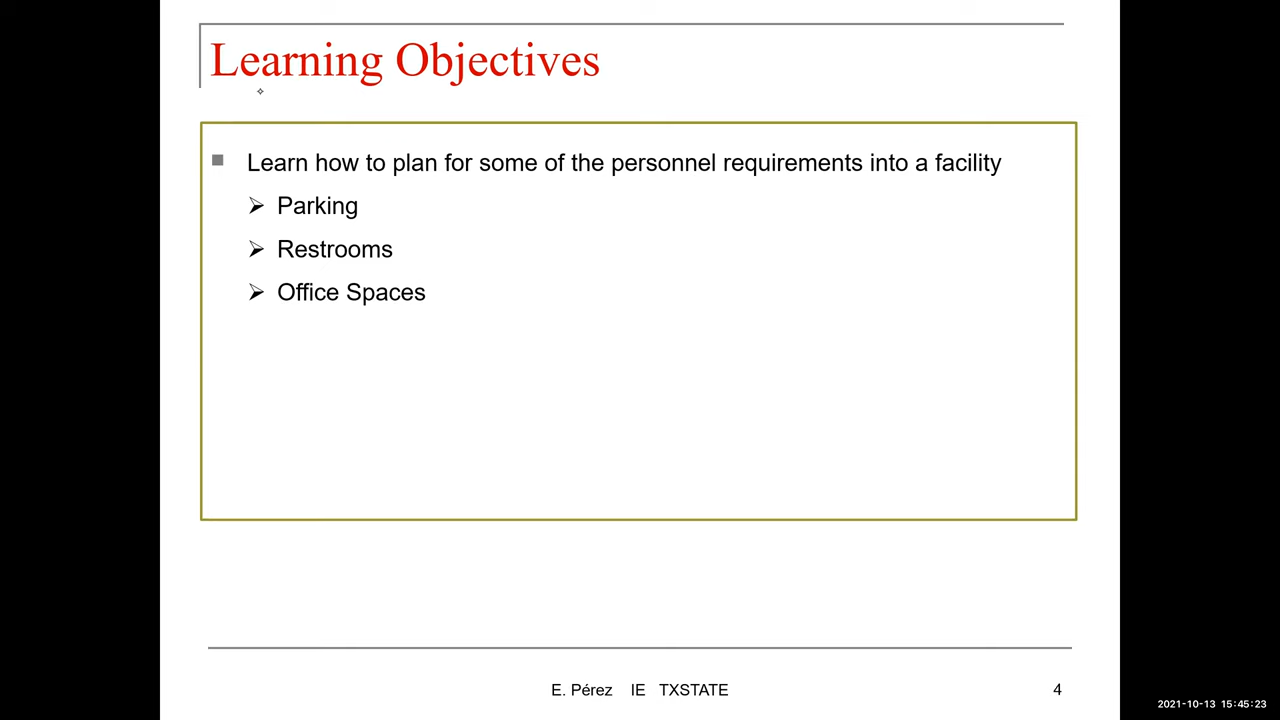 Learning Objectives
Learn how to plan for some of the personnel requirements into a facility
Parking
Restrooms
Office Spaces
E. Pérez IE TXSTATE
4
2021-10-13 15:45:23